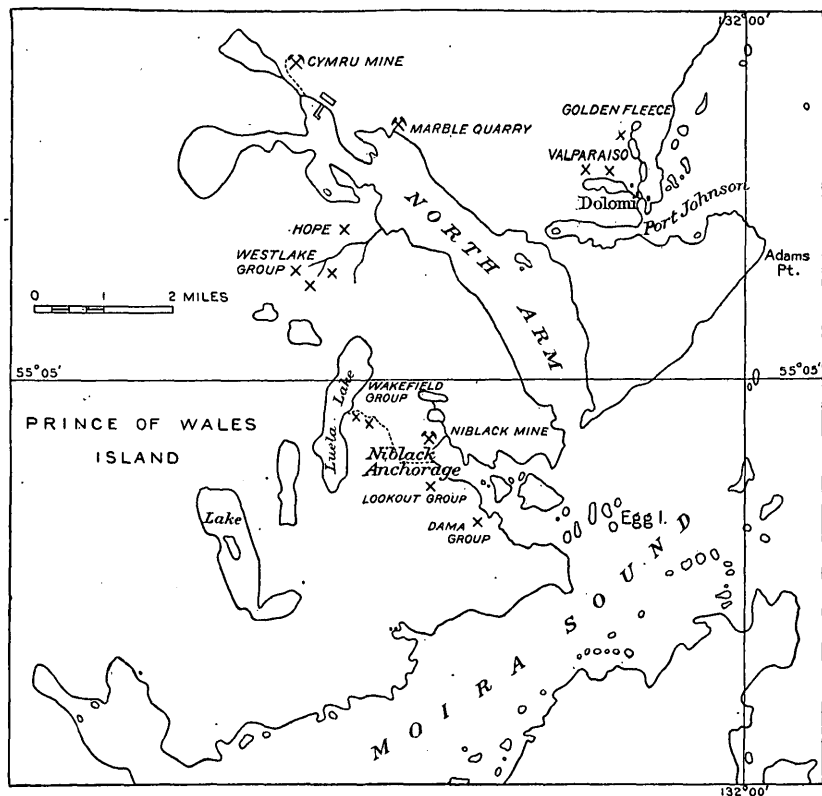 132°00'
CYMRU MINE
GOLDEN FLEECE
MARBLE QUARRY
VALPARAISO
Dolomi
Port Johnson
NORTH ARM
HOPE
WESTLAKE
GROUP
Adams
Pt.
0 1 2 MILES
55°05'
55°05'
WAKEFIELD
GROUP
Luela Lake
PRINCE OF WALES
ISLAND
NIBLACK MINE
Niblack
Anchorage
LOOKOUT GROUP
Lake
Egg I.
DAMA
GROUP
MOIRA SOUND
132°00'